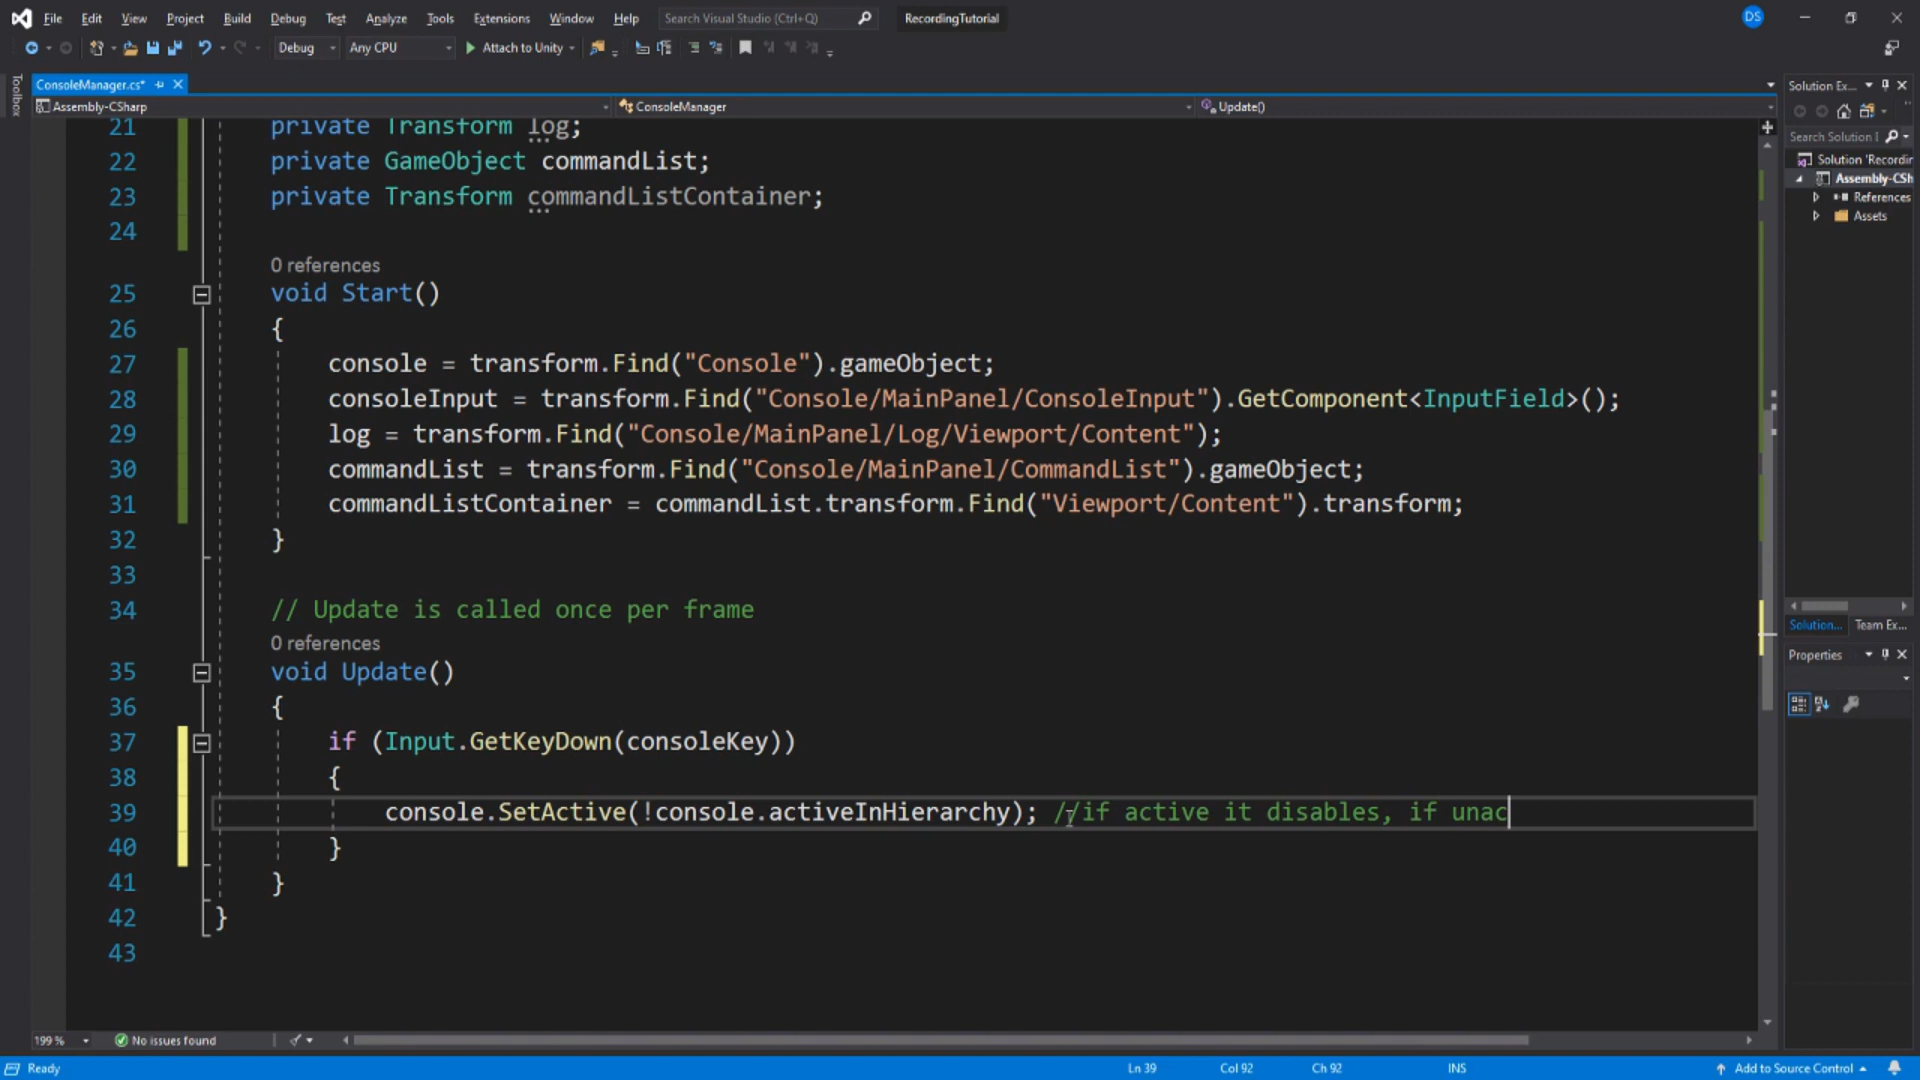 File Edit View Project Build Debug Test Analyze Tools Extensions Window Help Search Visual Studio (Ctrl+Q) RecordingTutorial DS
Debug Any CPU Attach to Unity
Toolbox
ConsoleManager.cs*
Assembly-CSharp ConsoleManager Update()
21 private Transform log;
22 private GameObject commandList;
23 private Transform commandListContainer;
24
0 references
25 void Start()
26 {
27 console = transform.Find("Console").gameObject;
28 consoleInput = transform.Find("Console/MainPanel/ConsoleInput").GetComponent<InputField>();
29 log = transform.Find("Console/MainPanel/Log/Viewport/Content");
30 commandList = transform.Find("Console/MainPanel/CommandList").gameObject;
31 commandListContainer = commandList.transform.Find("Viewport/Content").transform;
32 }
33
34 // Update is called once per frame
0 references
35 void Update()
36 {
37 if (Input.GetKeyDown(consoleKey))
38 {
39 console.SetActive(!console.activeInHierarchy); //if active it disables, if unac
40 }
41 }
42 }
43
199 % No issues found
Ready Ln 39 Col 92 Ch 92 INS Add to Source Control
Solution Ex...
Search Solution
Solution 'Recordin
Assembly-CSh
References
Assets
Solution... Team Ex...
Properties